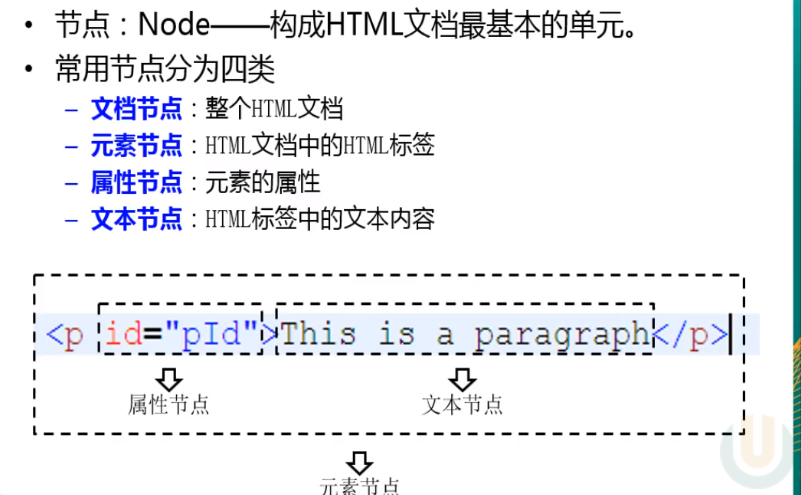 • 节点：Node——构成HTML文档最基本的单元。
• 常用节点分为四类
– 文档节点：整个HTML文档
– 元素节点：HTML文档中的HTML标签
– 属性节点：元素的属性
– 文本节点：HTML标签中的文本内容
<p id="pId">This is a paragraph</p>
属性节点 文本节点
元素节点